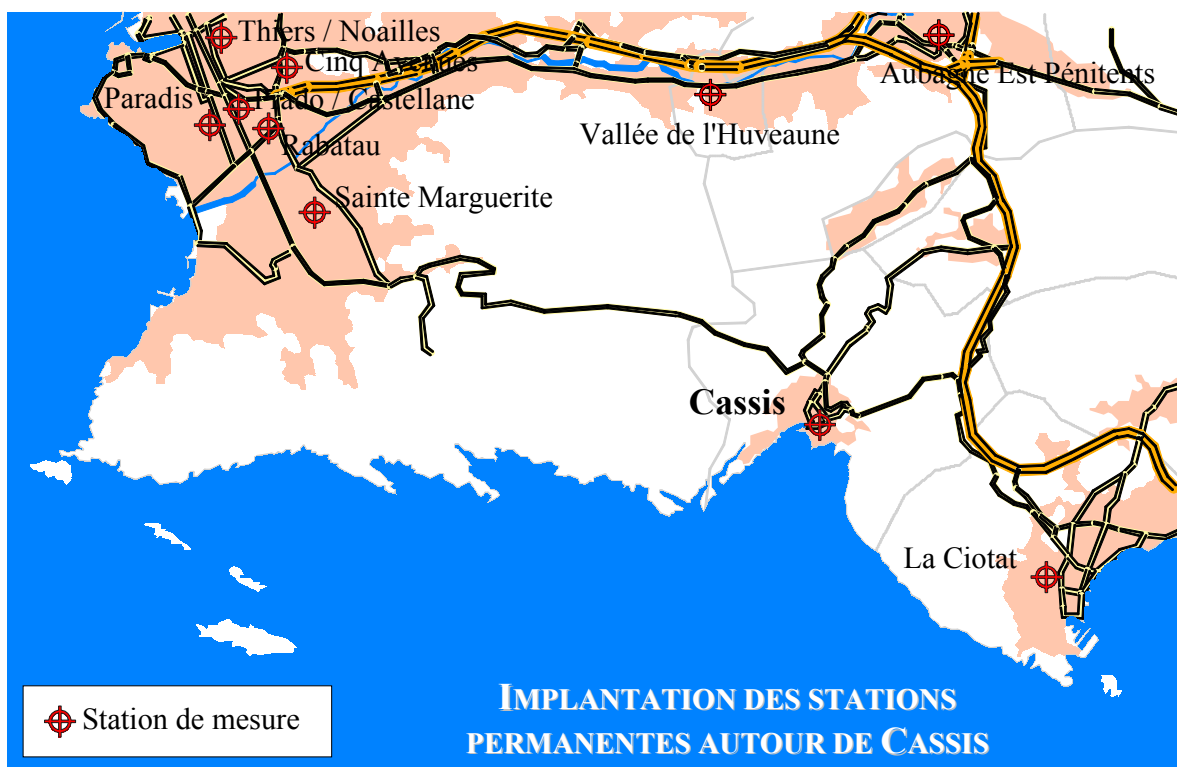 Thiers / Noailles
Cinq Avenues
Aubagne Est Pénitents
Paradis
Prado / Castellane
Vallée de l'Huveaune
Rabatau
Sainte Marguerite
Cassis
La Ciotat
Station de mesure
IMPLANTATION DES STATIONS
PERMANENTES AUTOUR DE CASSIS